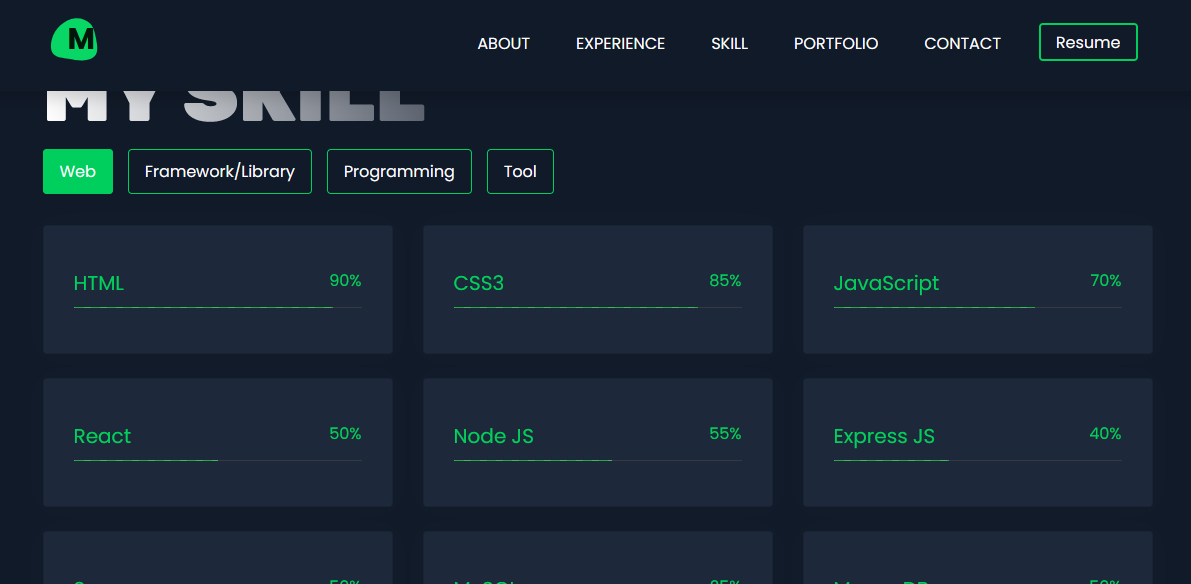 M
ABOUT EXPERIENCE SKILL PORTFOLIO CONTACT Resume
MY SKILL
Web Framework/Library Programming Tool
HTML 90% CSS3 85% JavaScript 70%
React 50% Node JS 55% Express JS 40%